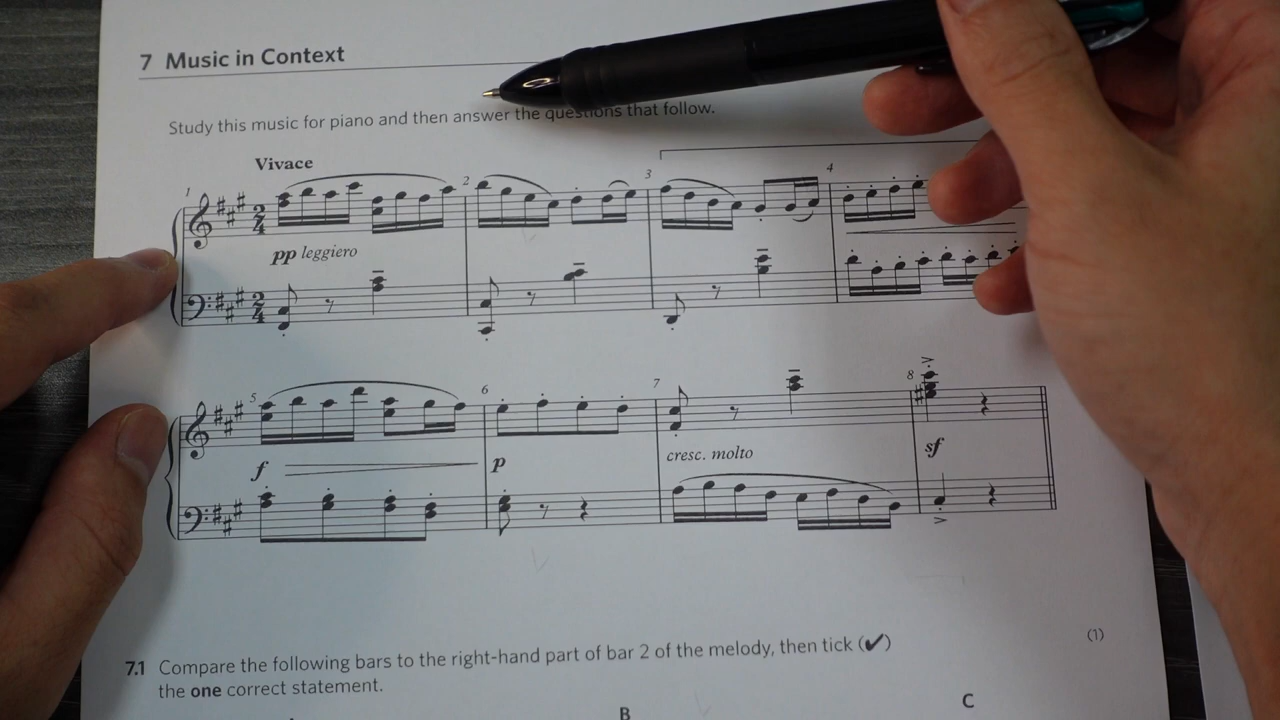 7 Music in Context
Study this music for piano and then answer the questions that follow.
Vivace
1
2
3
4
2
4
pp leggiero
2
4
5
6
7
8
f
p
cresc. molto
sf
(1)
7.1 Compare the following bars to the right-hand part of bar 2 of the melody, then tick (✔)
the one correct statement.
B
C